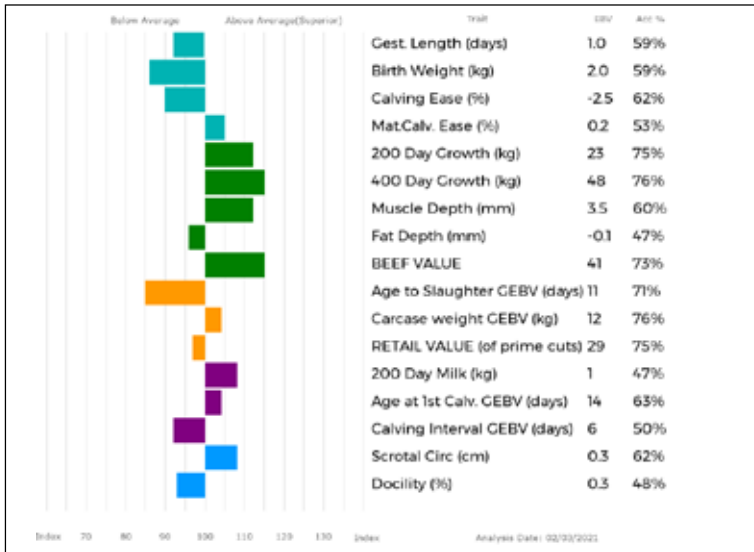 Below Average Above Average(Superior) Trait EBV Acc %
Gest. Length (days) 1.0 59%
Birth Weight (kg) 2.0 59%
Calving Ease (%) -2.5 62%
Mat.Calv. Ease (%) 0.2 53%
200 Day Growth (kg) 23 75%
400 Day Growth (kg) 48 76%
Muscle Depth (mm) 3.5 60%
Fat Depth (mm) -0.1 47%
BEEF VALUE 41 73%
Age to Slaughter GEBV (days) 11 71%
Carcase weight GEBV (kg) 12 76%
RETAIL VALUE (of prime cuts) 29 75%
200 Day Milk (kg) 1 47%
Age at 1st Calv. GEBV (days) 14 63%
Calving Interval GEBV (days) 6 50%
Scrotal Circ (cm) 0.3 62%
Docility (%) 0.3 48%
Index 70 80 90 100 110 120 130 Index Analysis Date: 02/03/2021